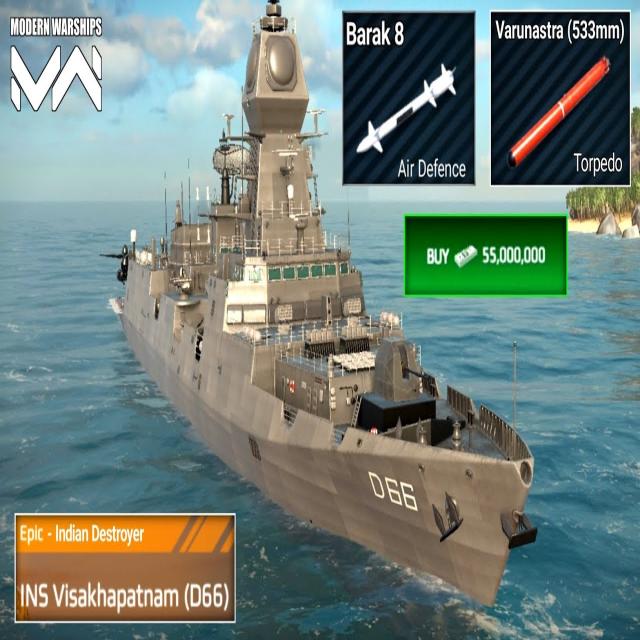 MODERN WARSHIPS
MW
Barak 8
Air Defence
Varunastra (533mm)
Torpedo
BUY 55,000,000
D66
Epic - Indian Destroyer
INS Visakhapatnam (D66)